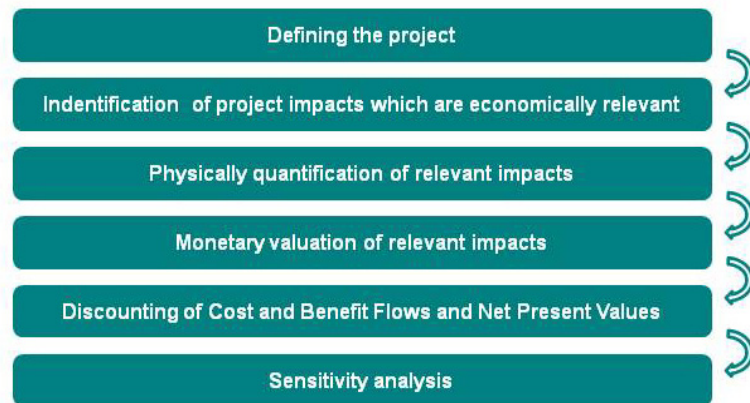 Defining the project
Indentification of project impacts which are economically relevant
Physically quantification of relevant impacts
Monetary valuation of relevant impacts
Discounting of Cost and Benefit Flows and Net Present Values
Sensitivity analysis